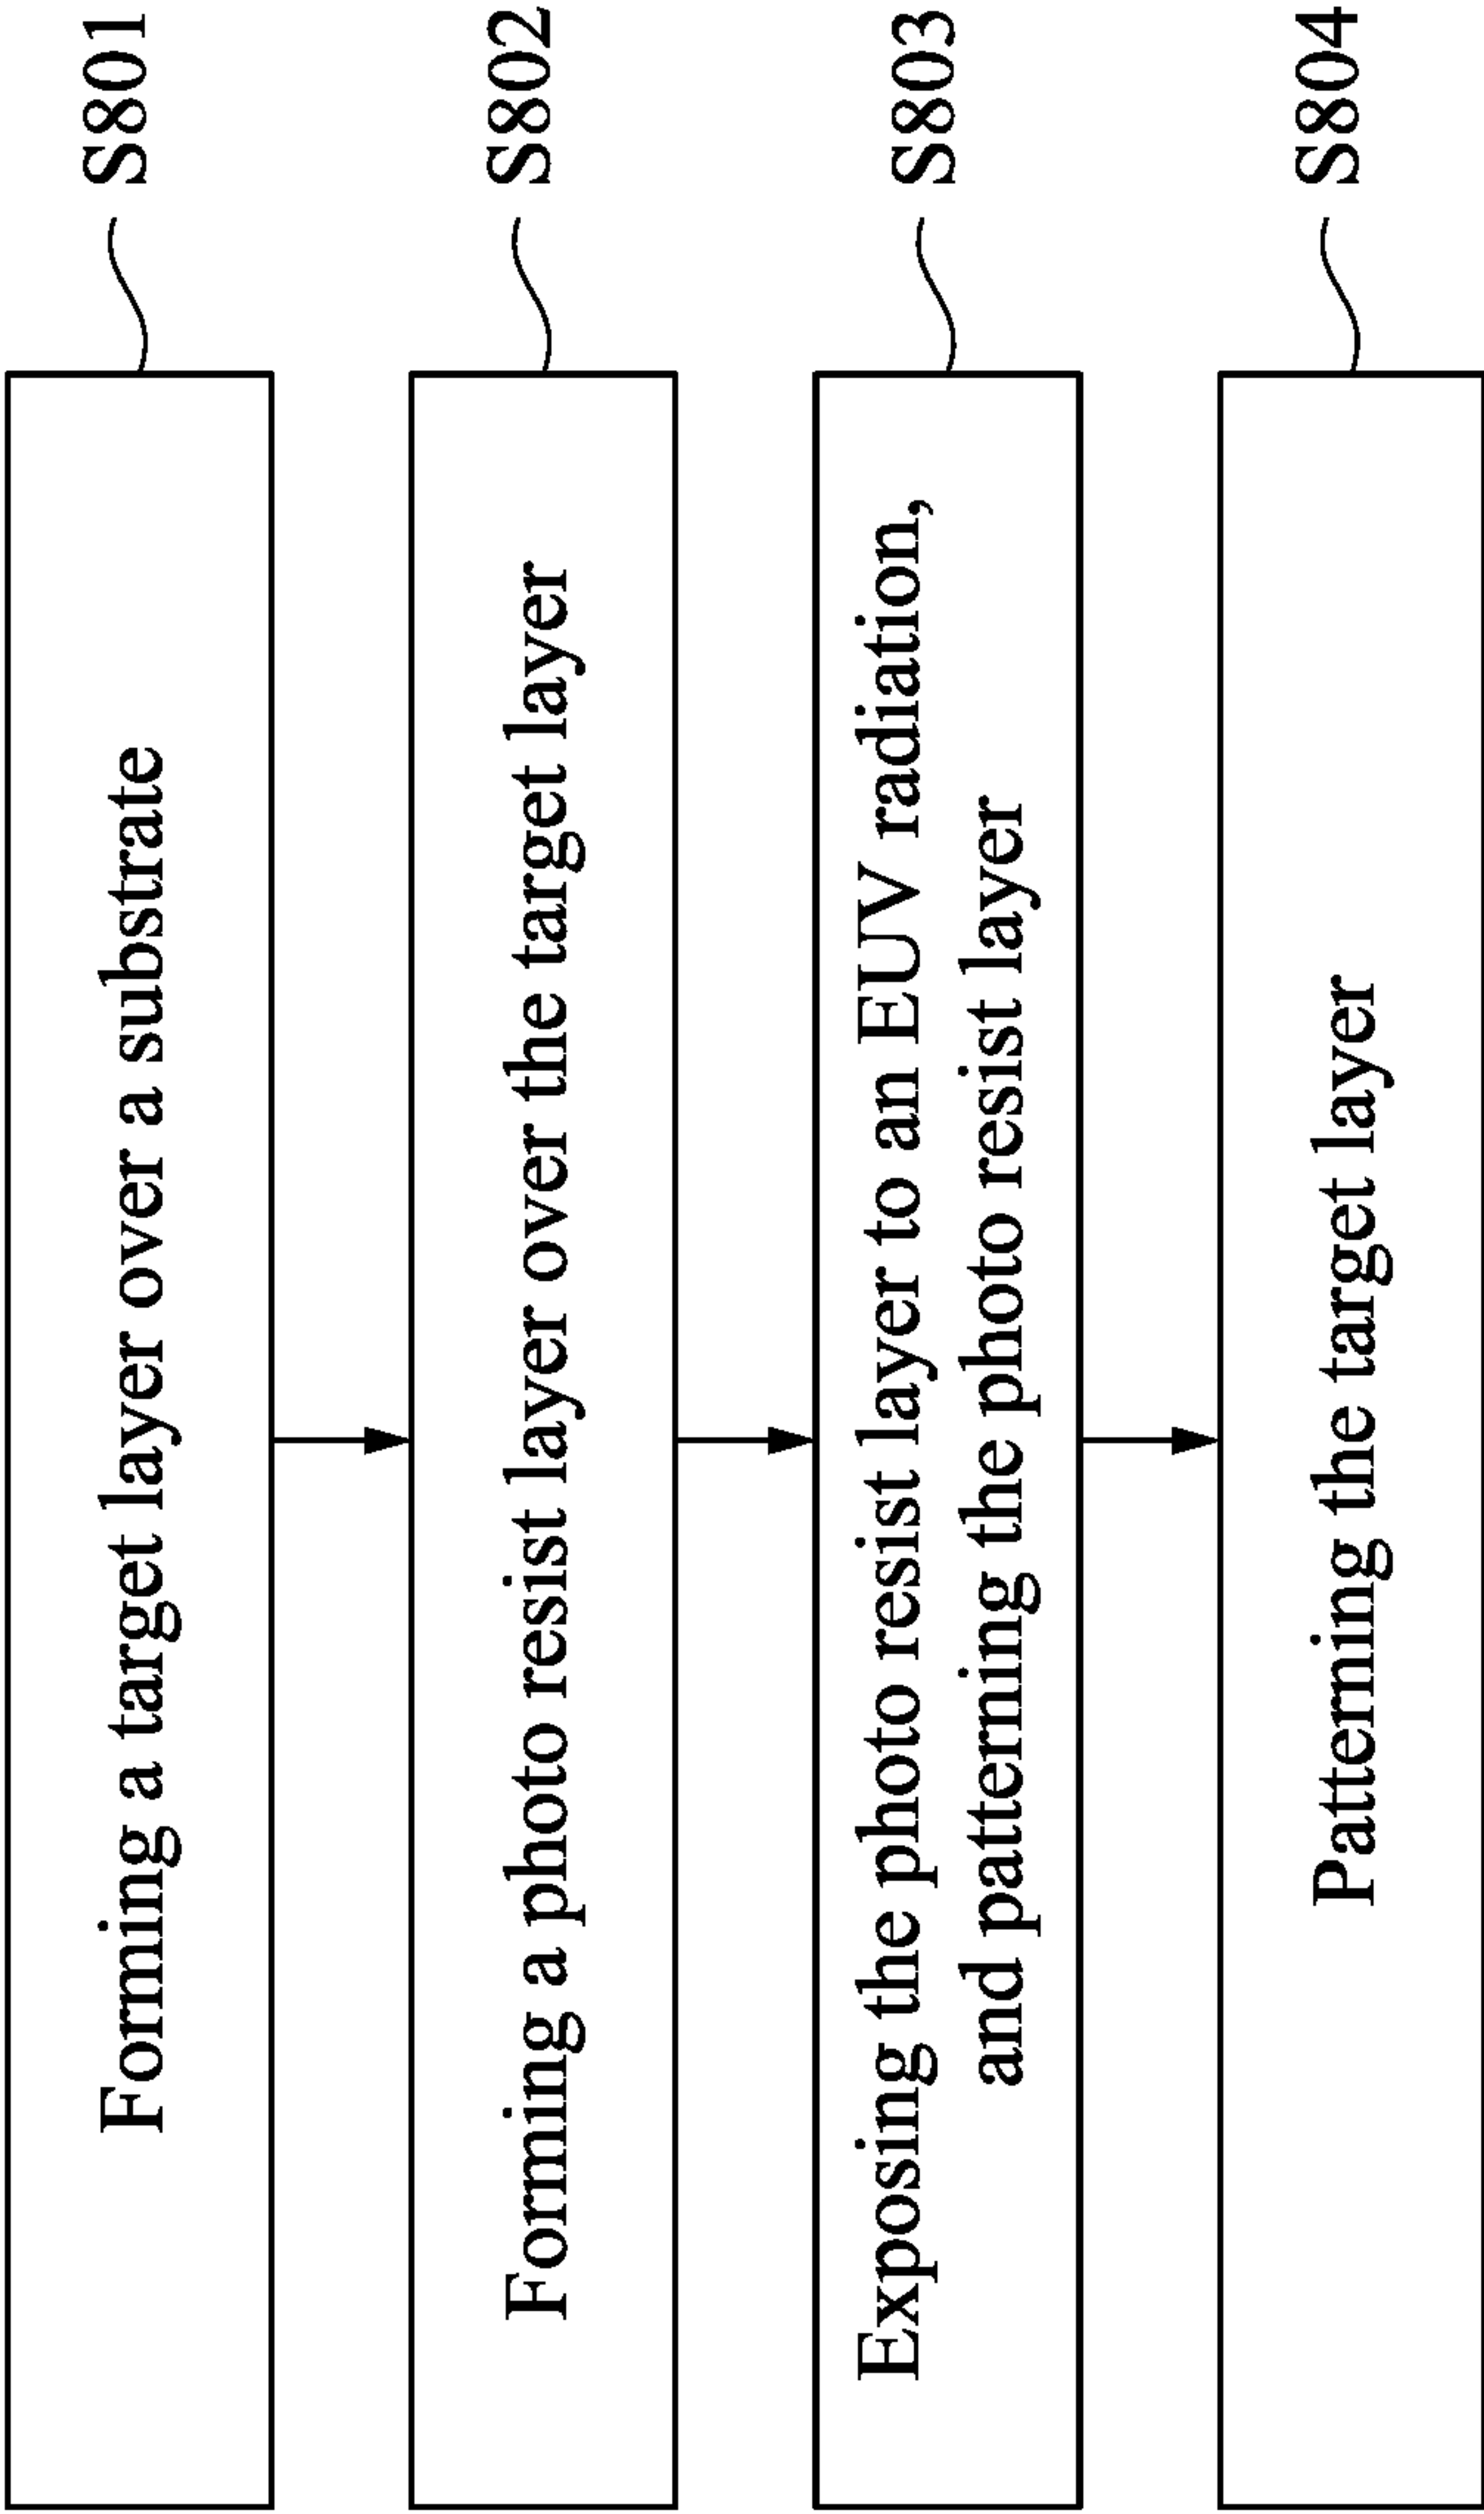 Forming a target layer over a substrate
S801
Forming a photo resist layer over the target layer
S802
Exposing the photo resist layer to an EUV radiation,
and patterning the photo resist layer
S803
Patterning the target layer
S804